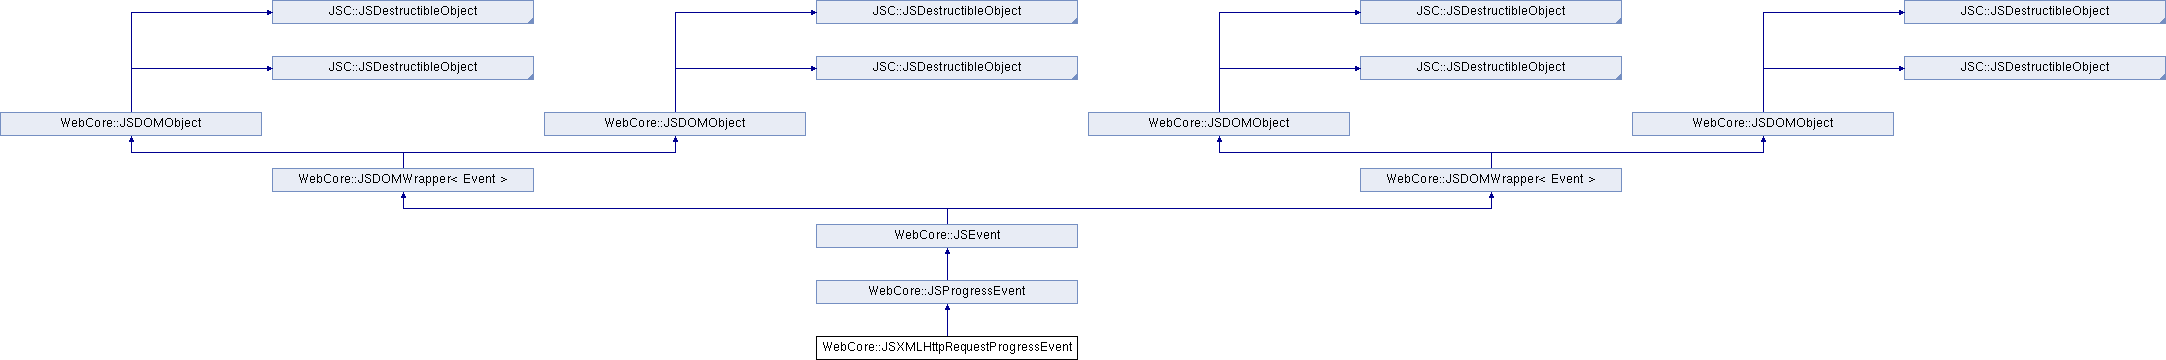 JSC::JSDestructibleObject
JSC::JSDestructibleObject
JSC::JSDestructibleObject
JSC::JSDestructibleObject
JSC::JSDestructibleObject
JSC::JSDestructibleObject
JSC::JSDestructibleObject
JSC::JSDestructibleObject
WebCore::JSDOMObject
WebCore::JSDOMObject
WebCore::JSDOMObject
WebCore::JSDOMObject
WebCore::JSDOMWrapper< Event >
WebCore::JSDOMWrapper< Event >
WebCore::JSEvent
WebCore::JSProgressEvent
WebCore::JSXMLHttpRequestProgressEvent